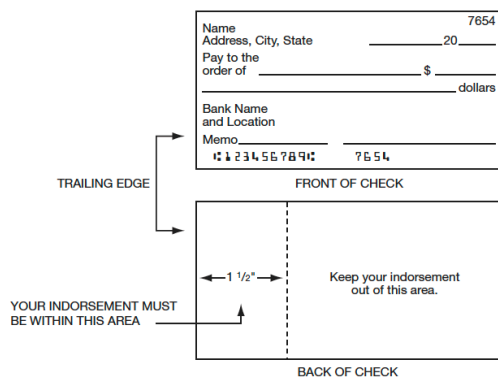 7654
Name
Address, City, State 20
Pay to the
order of $
dollars
Bank Name
and Location
Memo
⑆123456789⑆ 7654
TRAILING EDGE
FRONT OF CHECK
1 1/2"
Keep your indorsement
out of this area.
YOUR INDORSEMENT MUST
BE WITHIN THIS AREA
BACK OF CHECK